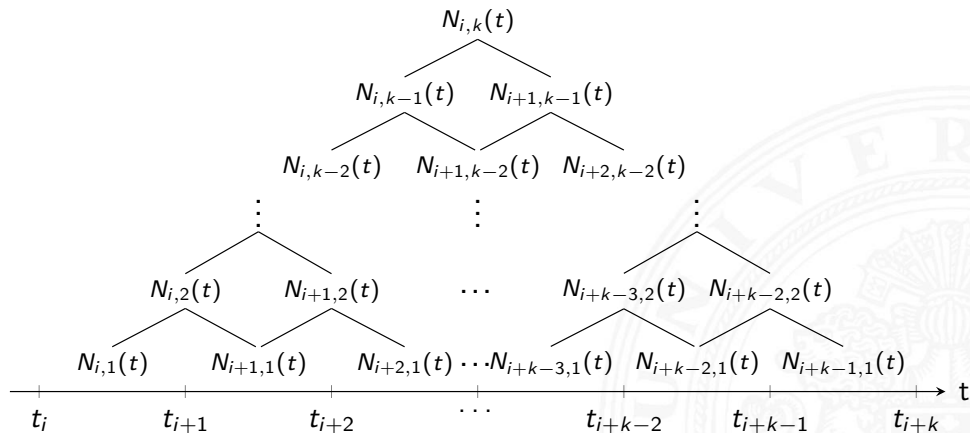 N_{i,k}(t)
N_{i,k−1}(t) N_{i+1,k−1}(t)
N_{i,k−2}(t) N_{i+1,k−2}(t) N_{i+2,k−2}(t)
⋮ ⋮ ⋮
N_{i,2}(t) N_{i+1,2}(t) ⋯ N_{i+k−3,2}(t) N_{i+k−2,2}(t)
N_{i,1}(t) N_{i+1,1}(t) N_{i+2,1}(t) ⋯ N_{i+k−3,1}(t) N_{i+k−2,1}(t) N_{i+k−1,1}(t)
t
t_i t_{i+1} t_{i+2} ⋯ t_{i+k−2} t_{i+k−1} t_{i+k}
UNIVER